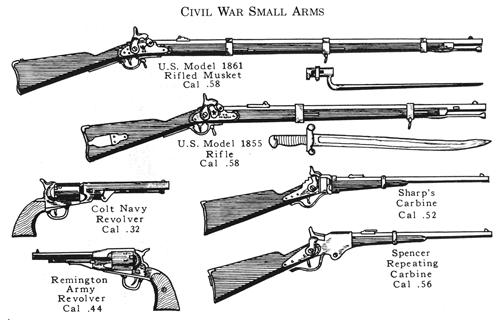 CIVIL WAR SMALL ARMS
U.S. Model 1861
Rifled Musket
Cal .58
U.S. Model 1855
Rifle
Cal .58
Colt Navy
Revolver
Cal .32
Sharp's
Carbine
Cal .52
Remington
Army
Revolver
Cal .44
Spencer
Repeating
Carbine
Cal .56